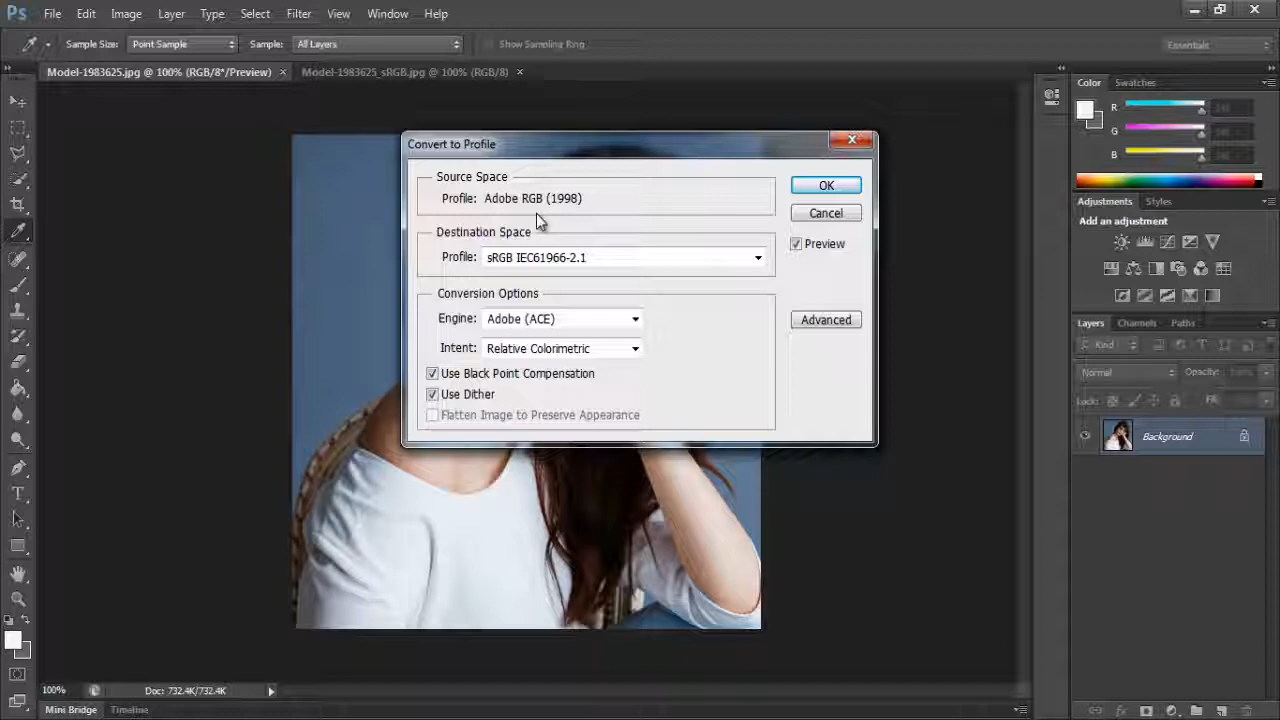 Ps File Edit Image Layer Type Select Filter View Window Help
Sample Size: Point Sample Sample: All Layers Show Sampling Ring Essentials
Model-1983625.jpg @ 100% (RGB/8*/Preview) × Model-1983625_sRGB.jpg @ 100% (RGB/8) ×
Color Swatches
R
G
B
Adjustments Styles
Add an adjustment
Layers Channels Paths
Kind
Normal Opacity:
Lock:
Background
Convert to Profile
Source Space
Profile: Adobe RGB (1998)
Destination Space
Profile: sRGB IEC61966-2.1
Conversion Options
Engine: Adobe (ACE)
Intent: Relative Colorimetric
Use Black Point Compensation
Use Dither
Flatten Image to Preserve Appearance
OK
Cancel
Preview
Advanced
100% Doc: 732.4K/732.4K
Mini Bridge Timeline